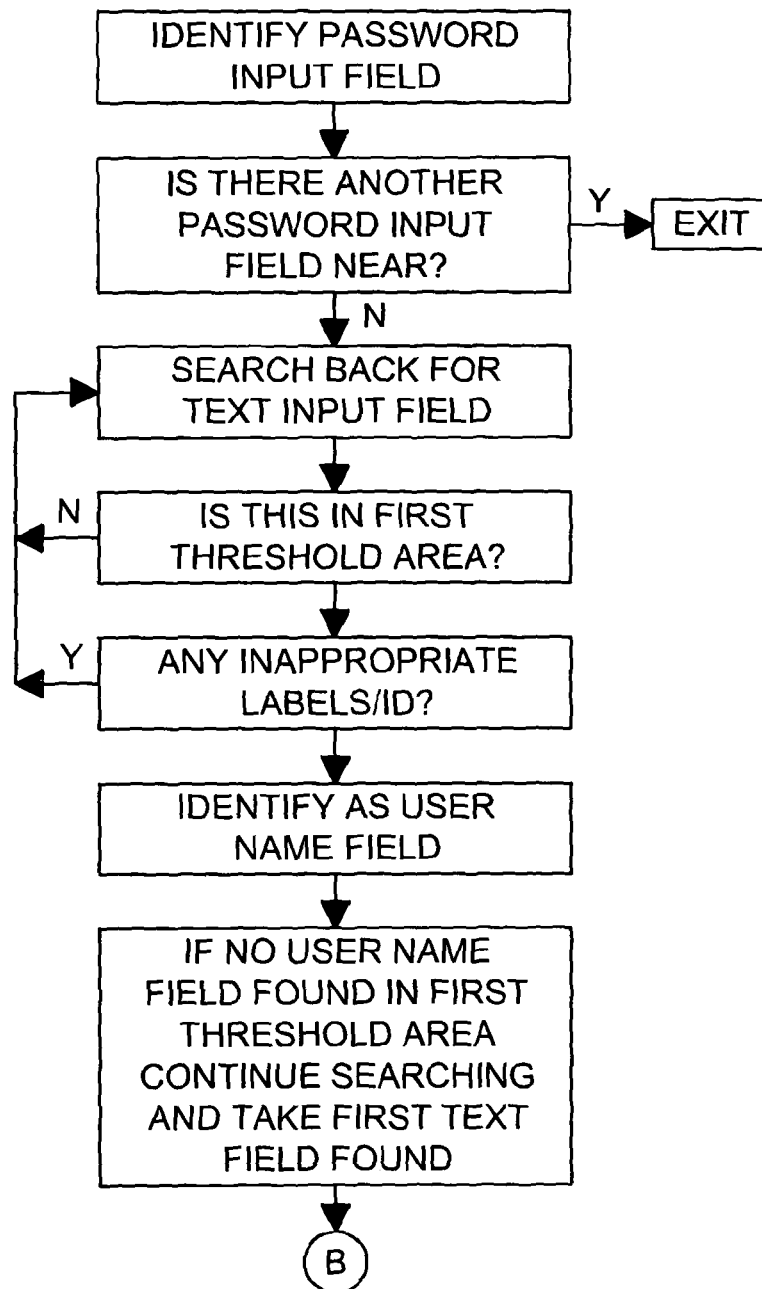 IDENTIFY PASSWORD
INPUT FIELD
IS THERE ANOTHER
PASSWORD INPUT
FIELD NEAR?
Y
EXIT
N
SEARCH BACK FOR
TEXT INPUT FIELD
N
IS THIS IN FIRST
THRESHOLD AREA?
Y
ANY INAPPROPRIATE
LABELS/ID?
IDENTIFY AS USER
NAME FIELD
IF NO USER NAME
FIELD FOUND IN FIRST
THRESHOLD AREA
CONTINUE SEARCHING
AND TAKE FIRST TEXT
FIELD FOUND
B